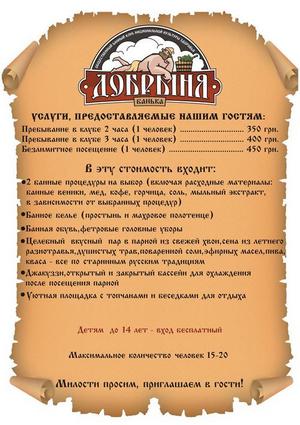 ДОБРЫНЯ
БАНЬКА
УСЛУГИ, ПРЕДОСТАВЛЯЕМЫЕ НАШИМ ГОСТЯМ:
Пребывание в клубе 2 часа (1 человек) ........................ 350 грн.
Пребывание в клубе 3 часа (1 человек) ........................ 400 грн.
Безлимитное посещение (1 человек) ........................ 450 грн.
В эту стоимость входит:
•2 банные процедуры на выбор (включая расходные материалы:
банные веники, мед, кофе, горчица, соль, мыльный экстракт,
в зависимости от выбранных процедур)
•Банное белье (простынь и махровое полотенце)
•Банная обувь,фетровые головные уборы
•Целебный вкусный пар в парной из свежей хвои,сена из летнего
разнотравья,душистых трав,поваренной соли,эфирных масел,пива,
кваса - все по старинным русским традициям
•Джакуззи,открытый и закрытый бассейн для охлаждения
после посещения парной
•Уютная площадка с топчанами и беседками для отдыха
Детям до 14 лет - вход бесплатный
Максимальное количество человек 15-20
Милости просим, приглашаем в гости!